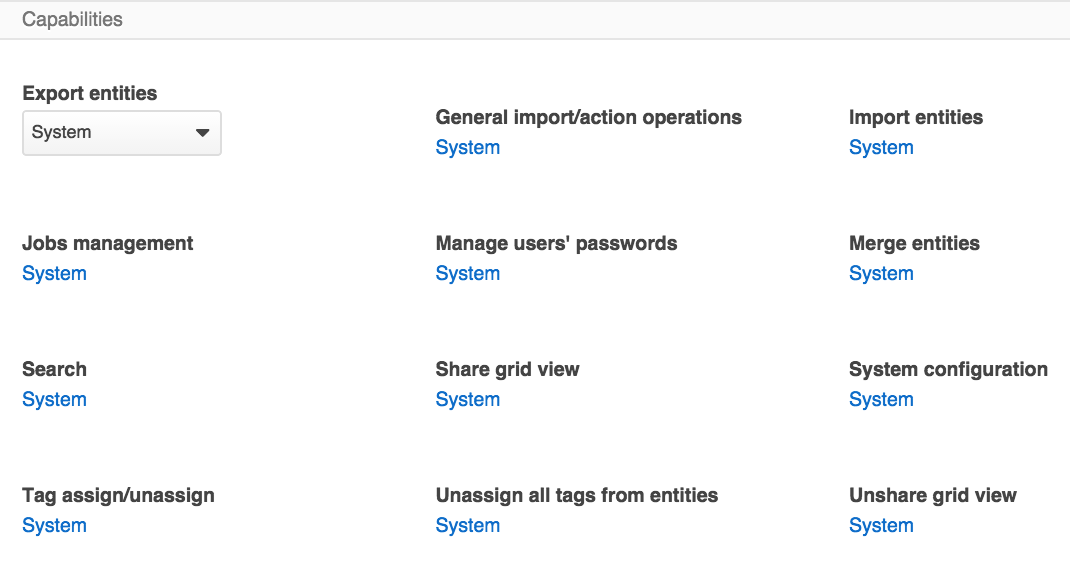 Capabilities
Export entities
System
General import/action operations
System
Import entities
System
Jobs management
System
Manage users' passwords
System
Merge entities
System
Search
System
Share grid view
System
System configuration
System
Tag assign/unassign
System
Unassign all tags from entities
System
Unshare grid view
System